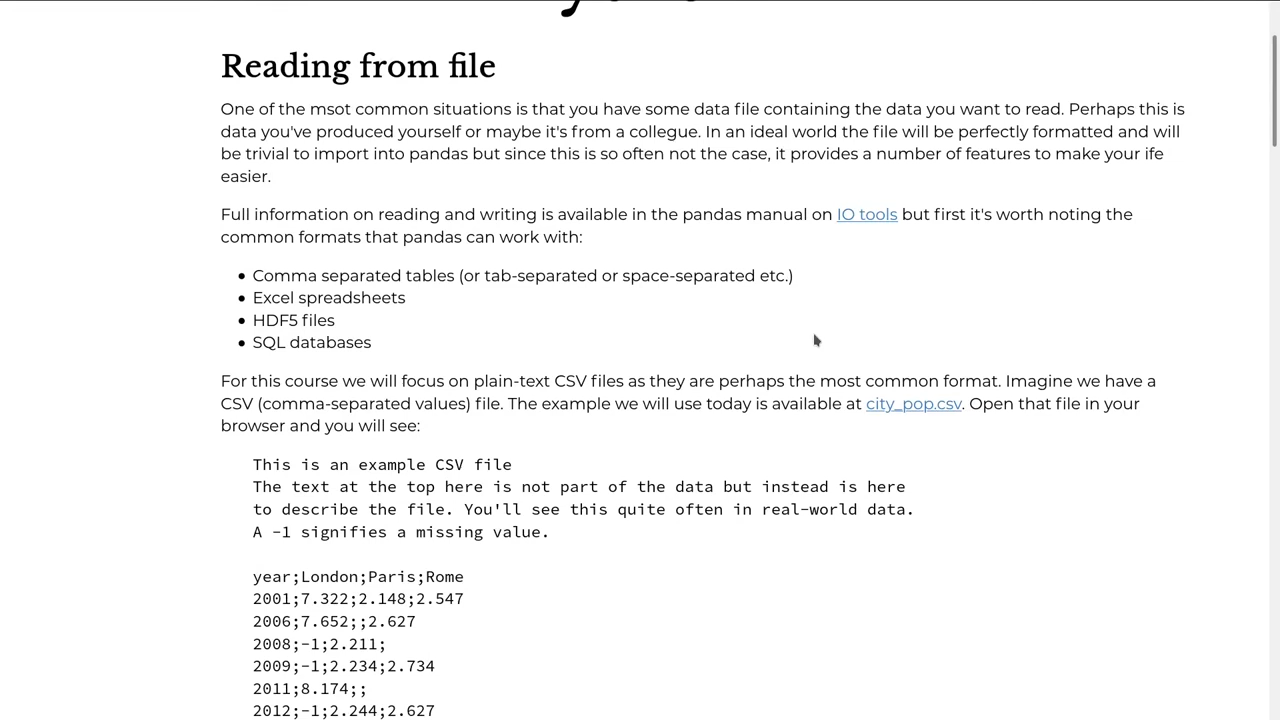 Reading from file
One of the msot common situations is that you have some data file containing the data you want to read. Perhaps this is
data you've produced yourself or maybe it's from a collegue. In an ideal world the file will be perfectly formatted and will
be trivial to import into pandas but since this is so often not the case, it provides a number of features to make your ife
easier.
Full information on reading and writing is available in the pandas manual on IO tools but first it's worth noting the
common formats that pandas can work with:
• Comma separated tables (or tab-separated or space-separated etc.)
• Excel spreadsheets
• HDF5 files
• SQL databases
For this course we will focus on plain-text CSV files as they are perhaps the most common format. Imagine we have a
CSV (comma-separated values) file. The example we will use today is available at city_pop.csv. Open that file in your
browser and you will see:
This is an example CSV file
The text at the top here is not part of the data but instead is here
to describe the file. You'll see this quite often in real-world data.
A -1 signifies a missing value.
year;London;Paris;Rome
2001;7.322;2.148;2.547
2006;7.652;;2.627
2008;-1;2.211;
2009;-1;2.234;2.734
2011;8.174;;
2012;-1;2.244;2.627